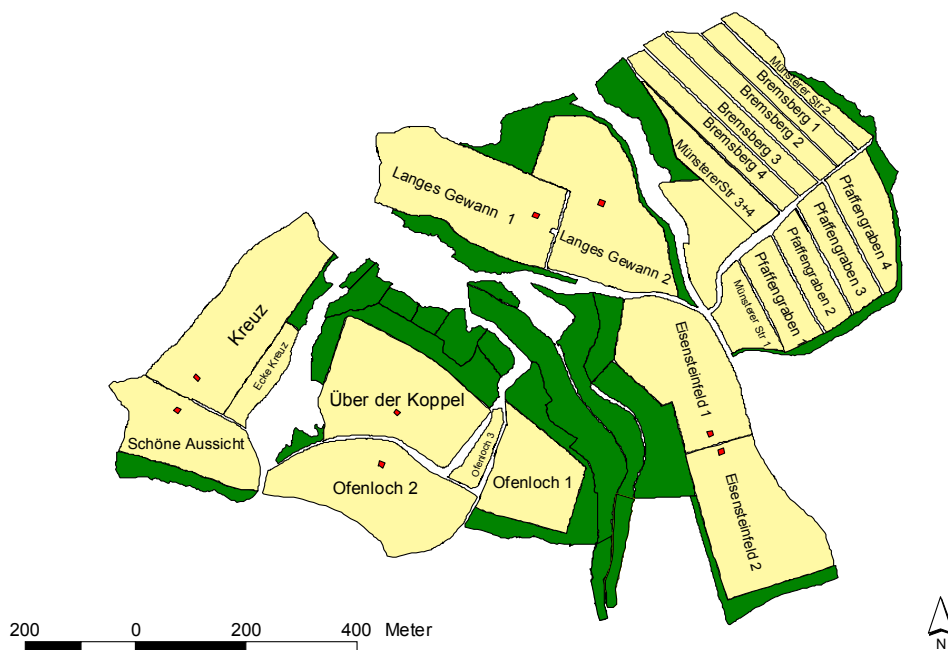 Münsterer Str 2
Bremsberg 1
Bremsberg 2
Bremsberg 3
Bremsberg 4
MünstererStr 3+4
Langes Gewann 1
Langes Gewann 2
Pfaffengraben 4
Pfaffengraben 3
Pfaffengraben 2
Pfaffengraben 1
Münsterer Str 1
Kreuz
Ecke Kreuz
Eisensteinfeld 1
Über der Koppel
Schöne Aussicht
Ofenloch 3
Ofenloch 2
Ofenloch 1
Eisensteinfeld 2
200 0 200 400 Meter
N